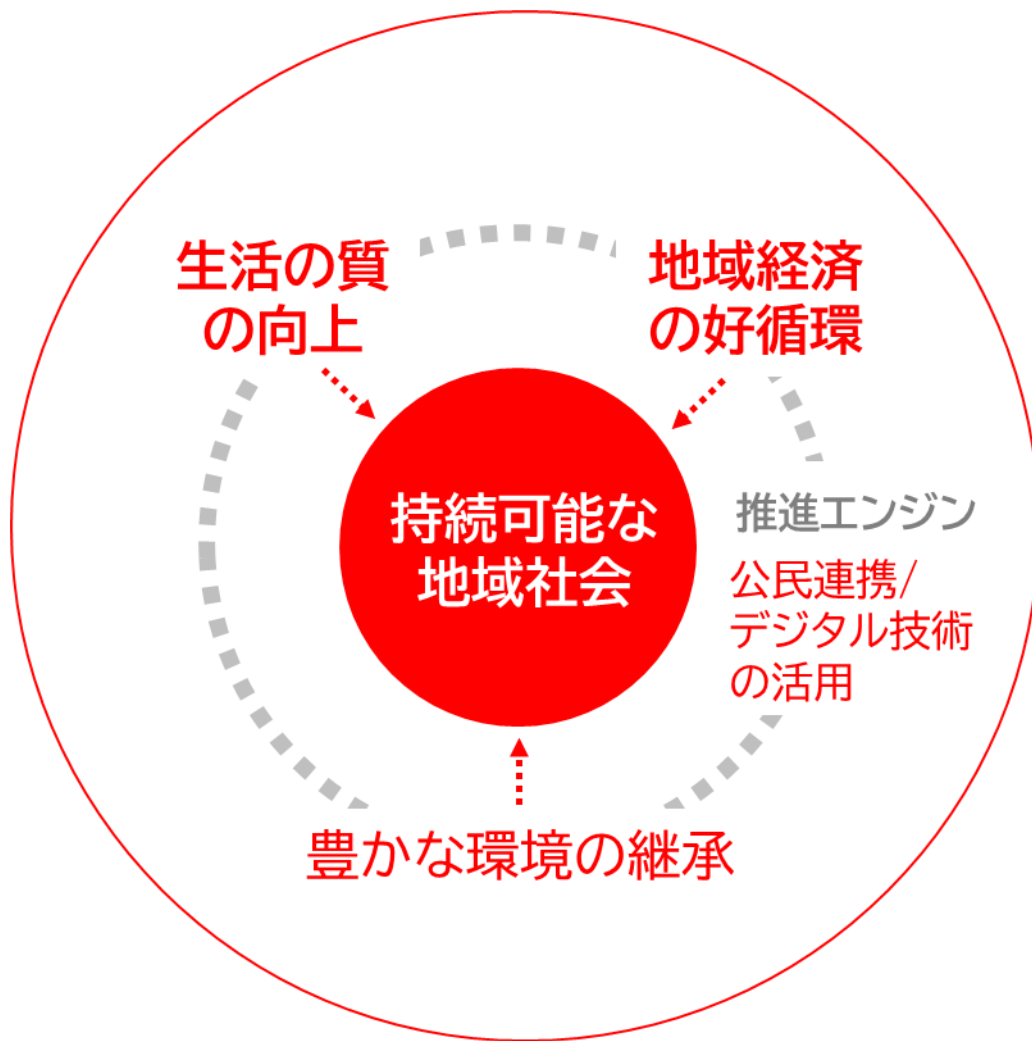 生活の質
の向上
地域経済
の好循環
持続可能な
地域社会
推進エンジン
公民連携/
デジタル技術
の活用
豊かな環境の継承